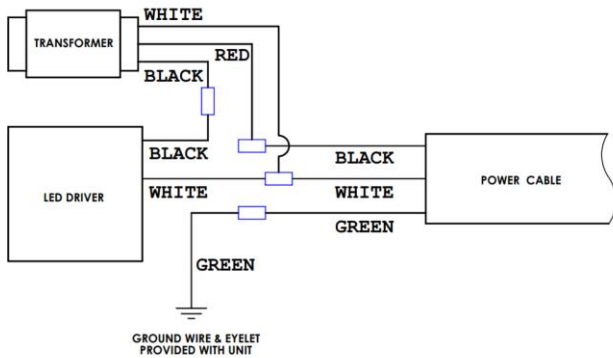 WHITE
TRANSFORMER
RED
BLACK
BLACK
BLACK
LED DRIVER
WHITE
WHITE
POWER CABLE
GREEN
GREEN
GROUND WIRE & EYELET
PROVIDED WITH UNIT